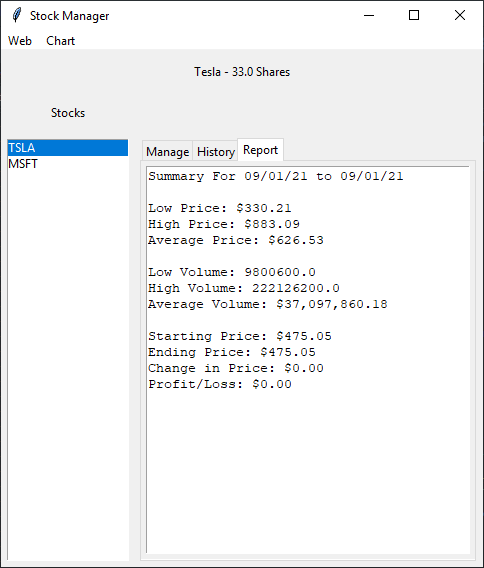 Stock Manager
Web Chart
Tesla - 33.0 Shares
Stocks
TSLA
MSFT
Manage History Report
Summary For 09/01/21 to 09/01/21
Low Price: $330.21
High Price: $883.09
Average Price: $626.53
Low Volume: 9800600.0
High Volume: 222126200.0
Average Volume: $37,097,860.18
Starting Price: $475.05
Ending Price: $475.05
Change in Price: $0.00
Profit/Loss: $0.00